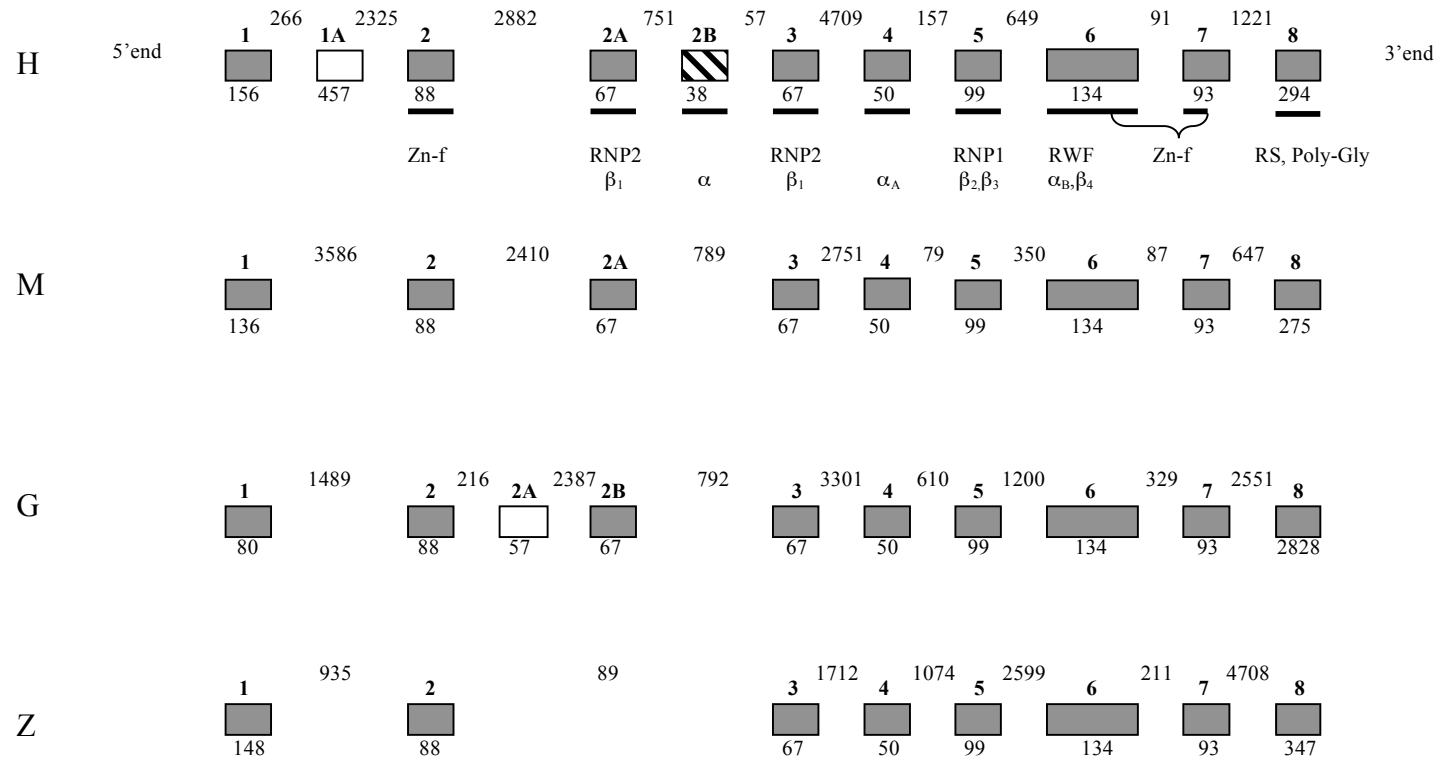 266 2325 2882 751 57 4709 157 649 91 1221
1 1A 2 2A 2B 3 4 5 6 7 8
H 5’end 3’end
156 457 88 67 38 67 50 99 134 93 294
Zn-f RNP2 RNP2 RNP1 RWF Zn-f RS, Poly-Gly
β1 α β1 αA β2,β3 αB,β4
3586 2410 789 2751 79 350 87 647
1 2 2A 3 4 5 6 7 8
M
136 88 67 67 50 99 134 93 275
1489 216 2387 792 3301 610 1200 329 2551
1 2 2A 2B 3 4 5 6 7 8
G
80 88 57 67 67 50 99 134 93 2828
935 89 1712 1074 2599 211 4708
1 2 3 4 5 6 7 8
Z
148 88 67 50 99 134 93 347